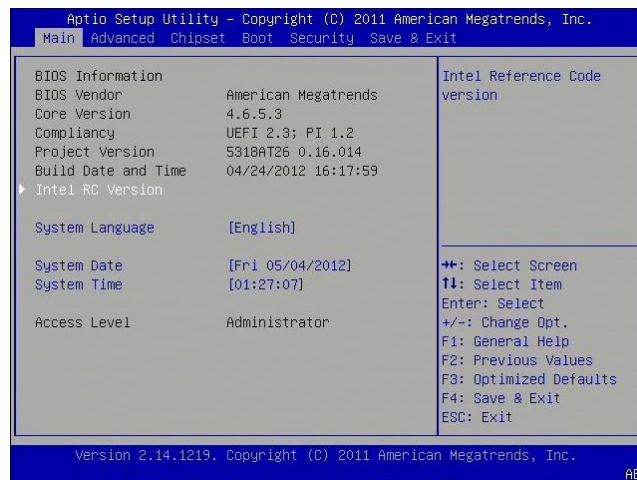 Aptio Setup Utility – Copyright (C) 2011 American Megatrends, Inc.
Main Advanced Chipset Boot Security Save & Exit
BIOS Information
BIOS Vendor American Megatrends
Core Version 4.6.5.3
Compliancy UEFI 2.3; PI 1.2
Project Version 5318AT26 0.16.014
Build Date and Time 04/24/2012 16:17:59
Intel RC Version
System Language [English]
System Date [Fri 05/04/2012]
System Time [01:27:07]
Access Level Administrator
Intel Reference Code
version
→←: Select Screen
↑↓: Select Item
Enter: Select
+/-: Change Opt.
F1: General Help
F2: Previous Values
F3: Optimized Defaults
F4: Save & Exit
ESC: Exit
Version 2.14.1219. Copyright (C) 2011 American Megatrends, Inc.
AB